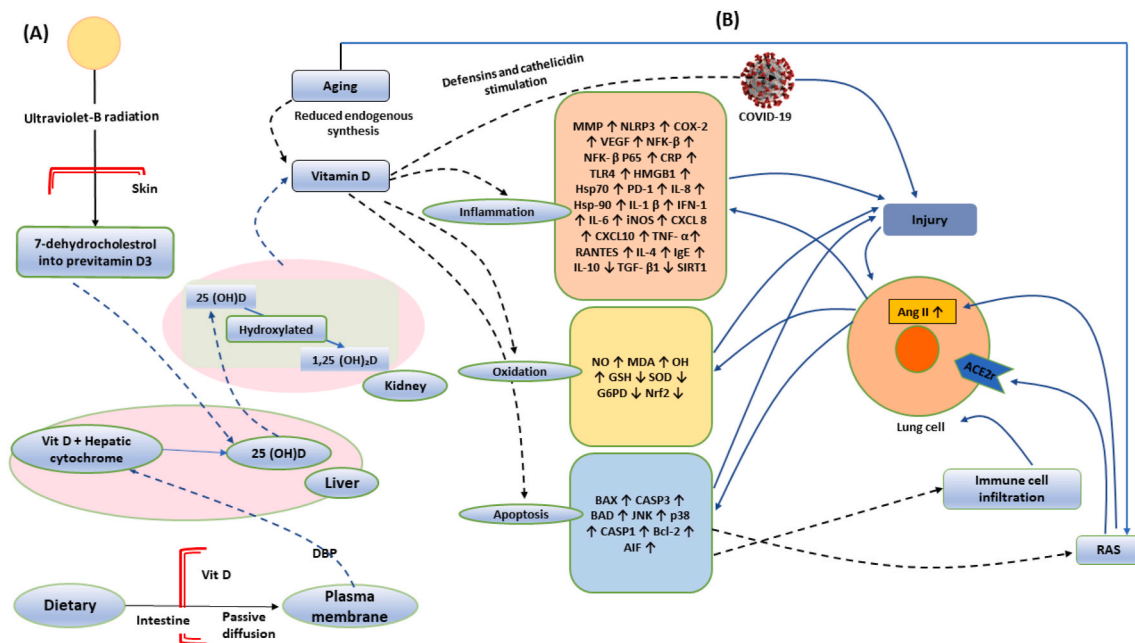 (A)
Ultraviolet-B radiation
Skin
7-dehydrocholestrol
into previtamin D3
25 (OH)D
Hydroxylated
1,25 (OH)₂D
Kidney
Vit D + Hepatic
cytochrome
25 (OH)D
Liver
DBP
Vit D
Dietary
Intestine
Passive
diffusion
Plasma
membrane
(B)
Aging
Reduced endogenous
synthesis
Vitamin D
Defensins and cathelicidin
stimulation
COVID-19
Inflammation
MMP ↑ NLRP3 ↑ COX-2
↑ VEGF ↑ NFK-β ↑
NFK- β P65 ↑ CRP ↑
TLR4 ↑ HMGB1 ↑
Hsp70 ↑ PD-1 ↑ IL-8 ↑
Hsp-90 ↑ IL-1 β ↑ IFN-1
↑ IL-6 ↑ iNOS ↑ CXCL 8
↑ CXCL10 ↑ TNF- α↑
RANTES ↑ IL-4 ↑ IgE ↑
IL-10 ↓ TGF- β1 ↓ SIRT1
Oxidation
NO ↑ MDA ↑ OH
↑ GSH ↓ SOD ↓
G6PD ↓ Nrf2 ↓
Apoptosis
BAX ↑ CASP3 ↑
BAD ↑ JNK ↑ p38
↑ CASP1 ↑ Bcl-2 ↑
AIF ↑
Injury
Ang II ↑
ACE2r
Lung cell
Immune cell
infiltration
RAS